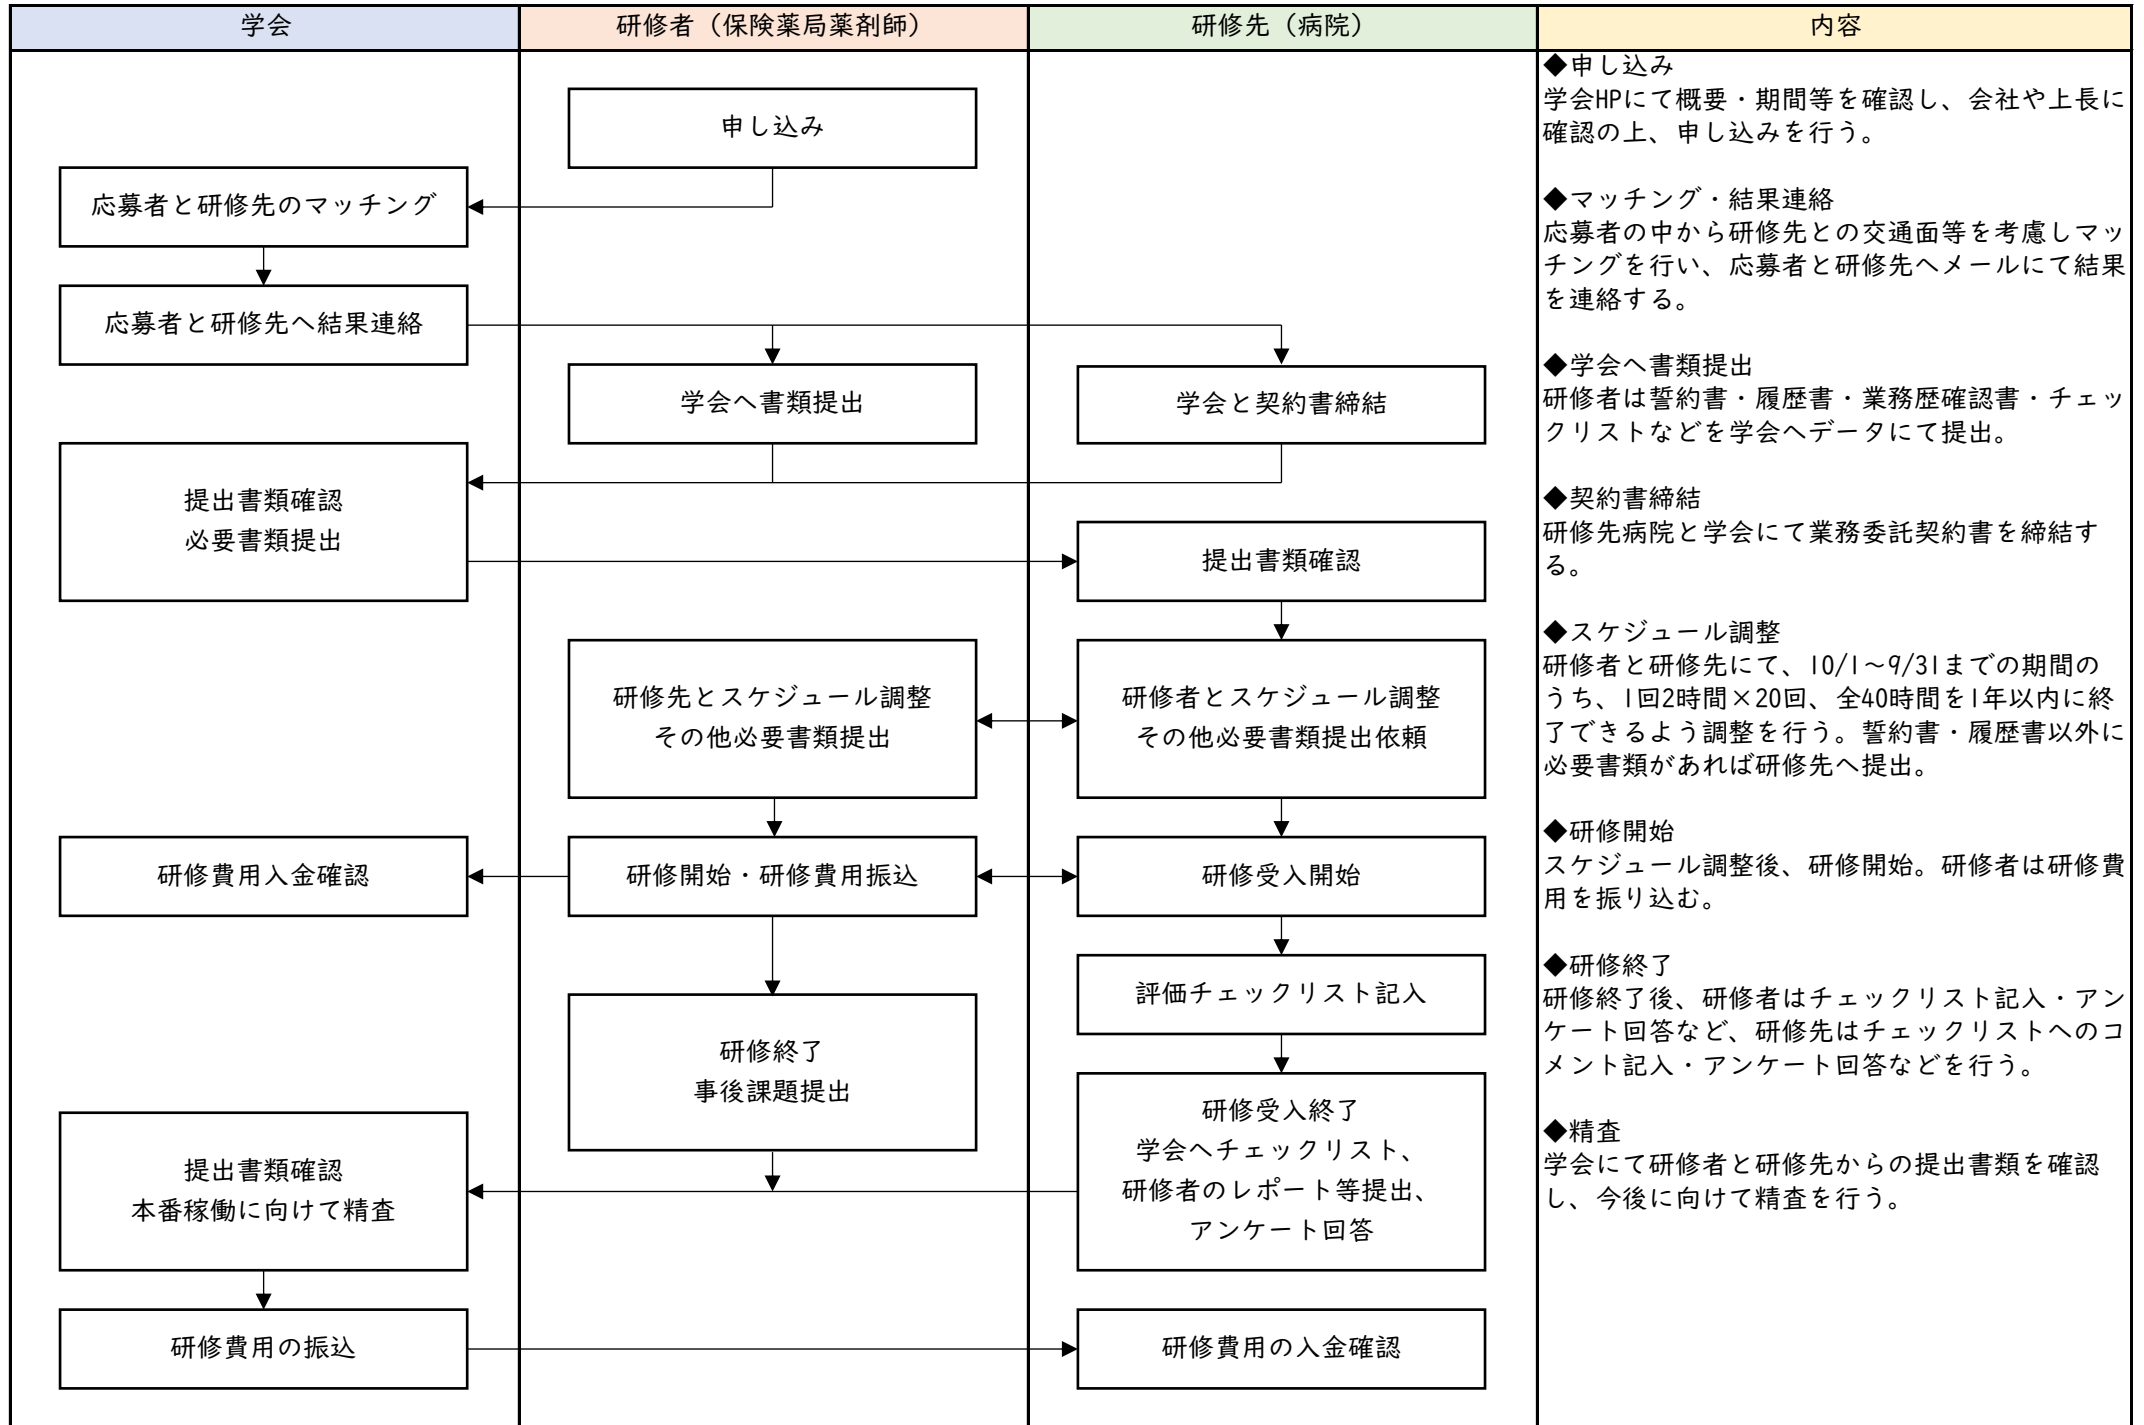 学会
研修者（保険薬局薬剤師）
研修先（病院）
内容
申し込み
応募者と研修先のマッチング
応募者と研修先へ結果連絡
学会へ書類提出
学会と契約書締結
提出書類確認
必要書類提出
提出書類確認
研修先とスケジュール調整
その他必要書類提出
研修者とスケジュール調整
その他必要書類提出依頼
研修費用入金確認
研修開始・研修費用振込
研修受入開始
評価チェックリスト記入
研修終了
事後課題提出
研修受入終了
学会へチェックリスト、
研修者のレポート等提出、
アンケート回答
提出書類確認
本番稼働に向けて精査
研修費用の振込
研修費用の入金確認
◆申し込み
学会HPにて概要・期間等を確認し、会社や上長に
確認の上、申し込みを行う。
◆マッチング・結果連絡
応募者の中から研修先との交通面等を考慮しマッ
チングを行い、応募者と研修先へメールにて結果
を連絡する。
◆学会へ書類提出
研修者は誓約書・履歴書・業務歴確認書・チェッ
クリストなどを学会へデータにて提出。
◆契約書締結
研修先病院と学会にて業務委託契約書を締結す
る。
◆スケジュール調整
研修者と研修先にて、10/1～9/31までの期間の
うち、1回2時間×20回、全40時間を1年以内に終
了できるよう調整を行う。誓約書・履歴書以外に
必要書類があれば研修先へ提出。
◆研修開始
スケジュール調整後、研修開始。研修者は研修費
用を振り込む。
◆研修終了
研修終了後、研修者はチェックリスト記入・アン
ケート回答など、研修先はチェックリストへのコ
メント記入・アンケート回答などを行う。
◆精査
学会にて研修者と研修先からの提出書類を確認
し、今後に向けて精査を行う。